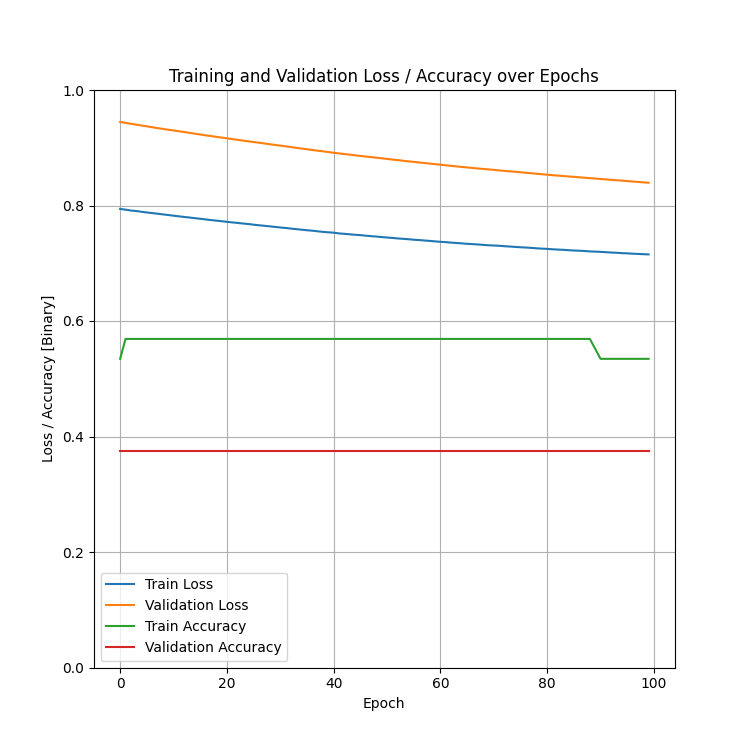 Training and Validation Loss / Accuracy over Epochs
Loss / Accuracy [Binary]
1.0
0.8
0.6
0.4
0.2
0.0
Train Loss
Validation Loss
Train Accuracy
Validation Accuracy
0 20 40 60 80 100
Epoch